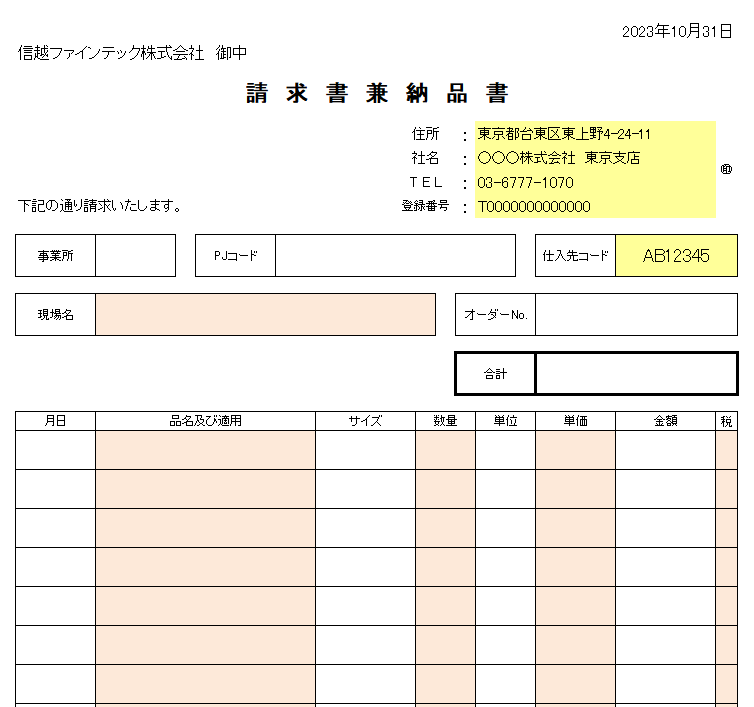 2023年10月31日
信越ファインテック株式会社 御中
請求書兼納品書
住所 : 東京都台東区東上野4-24-11
社名 : 〇〇〇株式会社 東京支店
㊞
TEL : 03-6777-1070
下記の通り請求いたします。
登録番号 : T0000000000000
事業所 PJコード 仕入先コード AB12345
現場名 オーダーNo.
合計
月日 品名及び適用 サイズ 数量 単位 単価 金額 税